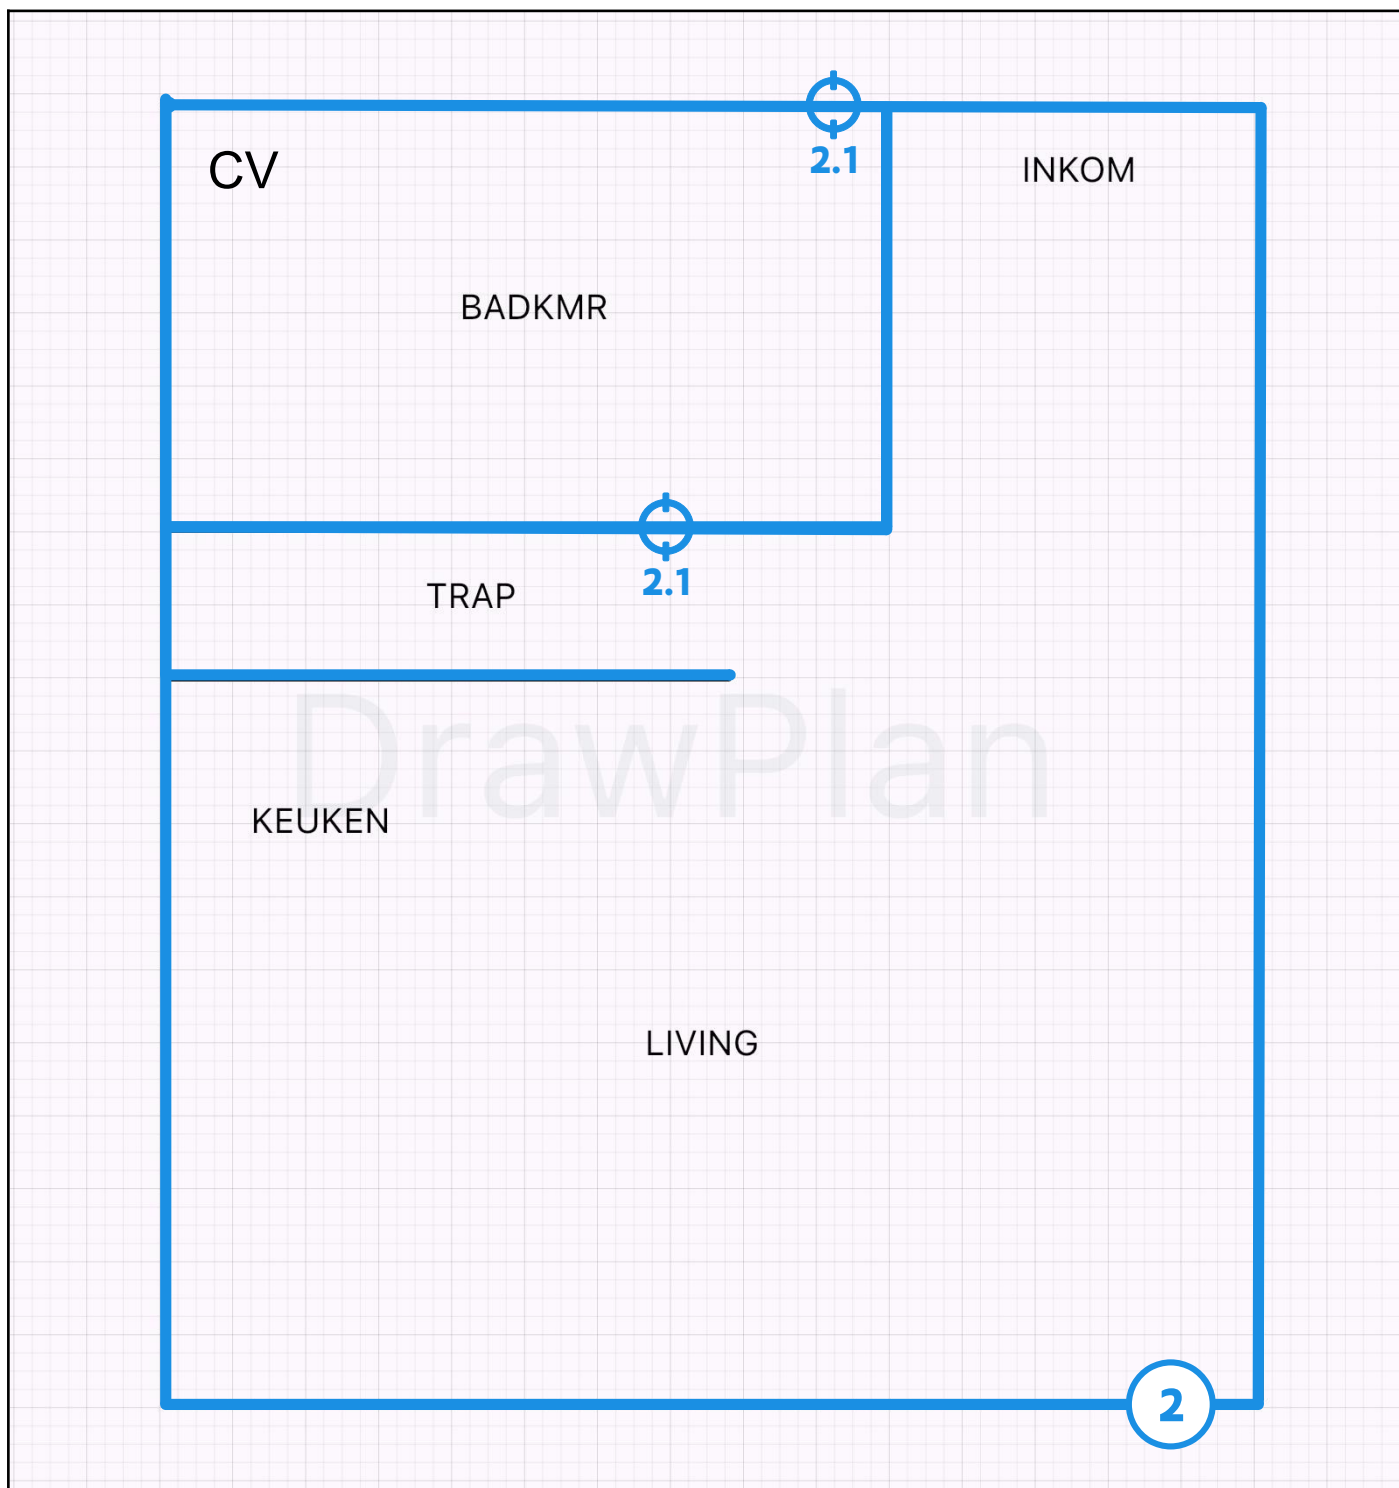 2.1
CV
INKOM
BADKMR
2.1
TRAP
DrawPlan
KEUKEN
LIVING
2